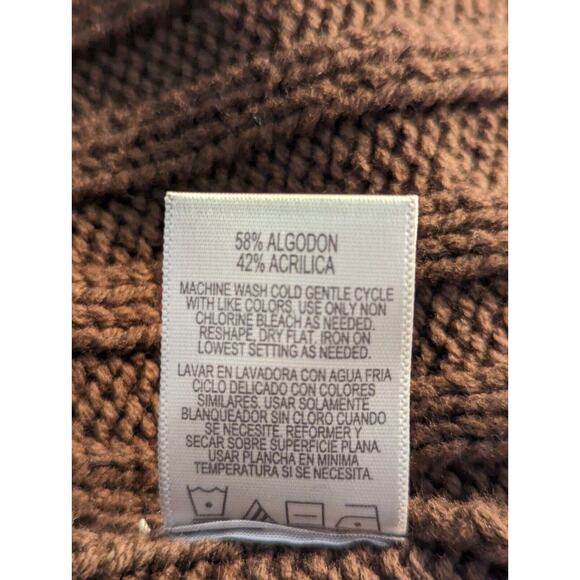 58% ALGODON
42% ACRILICA
MACHINE WASH COLD GENTLE CYCLE
WITH LIKE COLORS, USE ONLY NON
CHLORINE BLEACH AS NEEDED.
RESHAPE, DRY FLAT, IRON ON
LOWEST SETTING AS NEEDED.
LAVAR EN LAVADORA CON AGUA FRIA
CICLO DELICADO CON COLORES
SIMILARES. USAR SOLAMENTE
BLANQUEADOR SIN CLORO CUANDO
SE NECESITE. REFORMER Y
SECAR SOBRE SUPERFICIE PLANA.
USAR PLANCHA EN MINIMA
TEMPERATURA SI SE NECESITA.